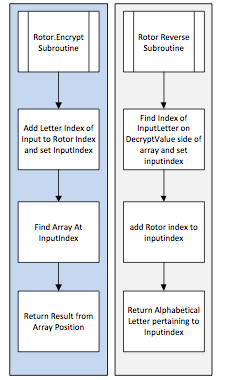 Rotor.Encrypt
Subroutine
Add Letter Index of
Input to Rotor Index
and set InputIndex
Find Array At
InputIndex
Return Result from
Array Position
Rotor Reverse
Subroutine
Find Index of
InputLetter on
DecryptValue side of
array and set
inputindex
add Rotor index to
inputindex
Return Alphabetical
Letter pertaining to
Inputindex